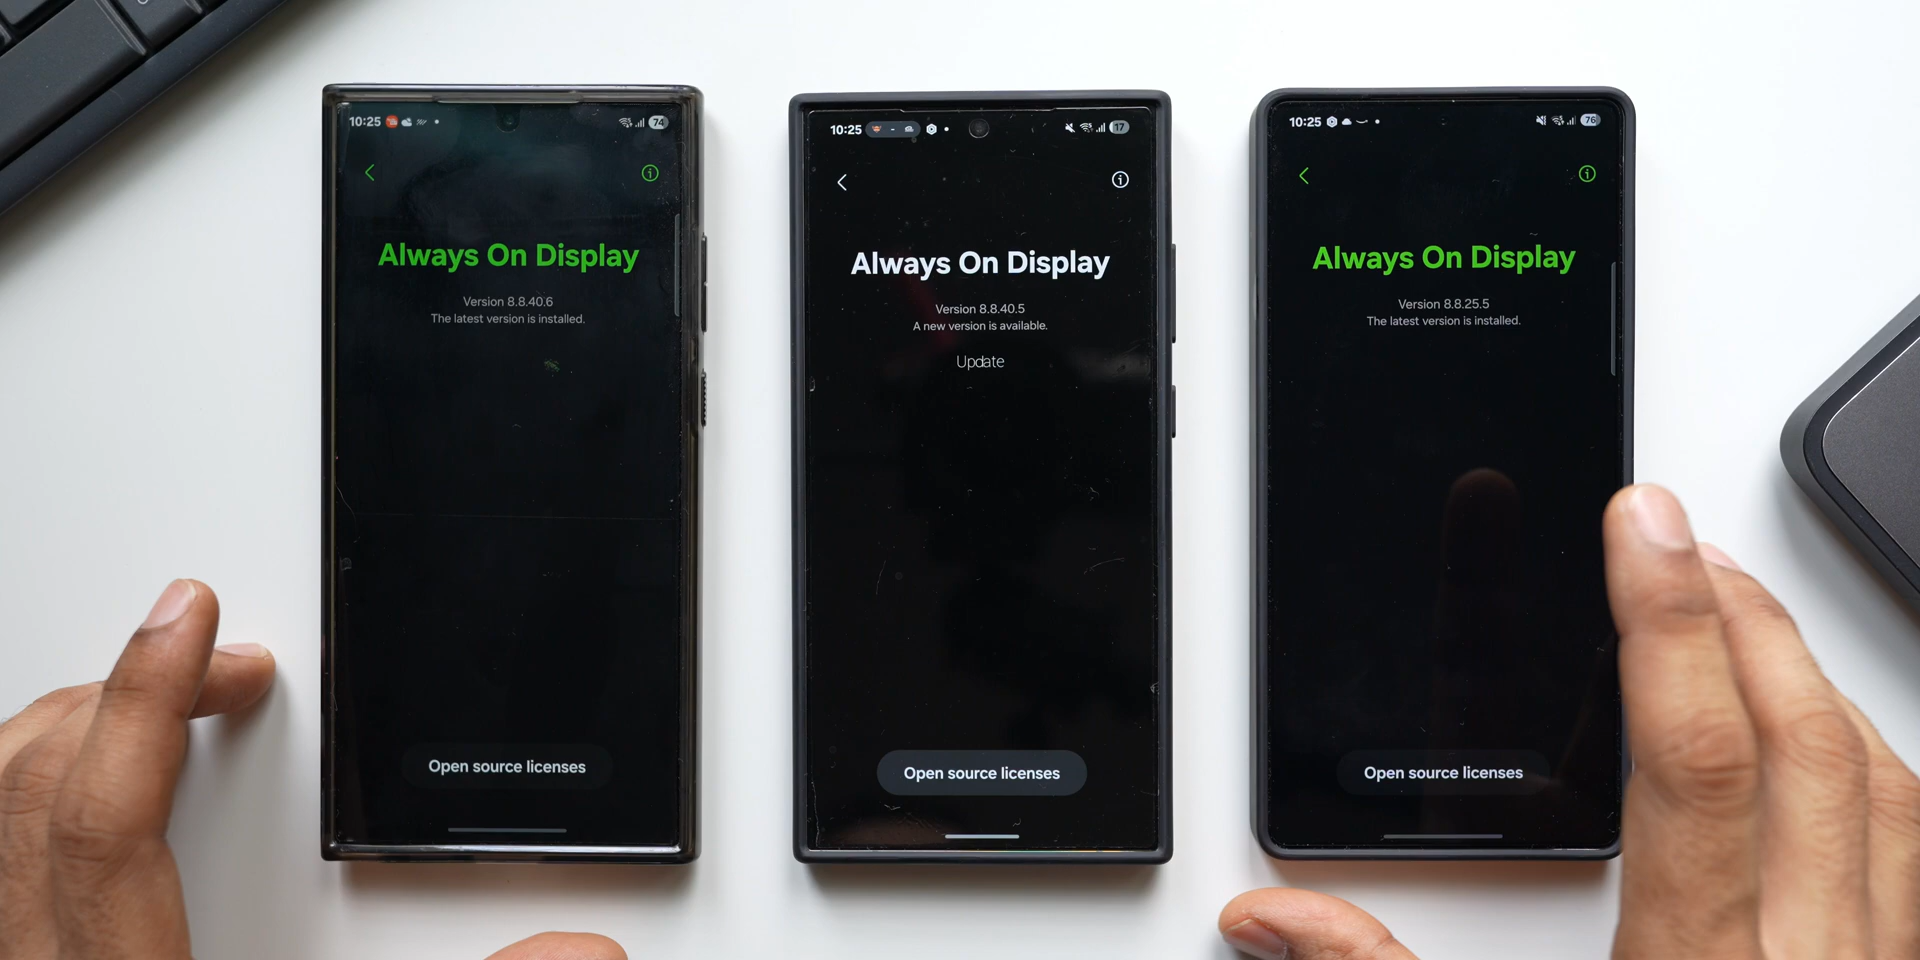 10:25
74
Always On Display
Version 8.8.40.6
The latest version is installed.
Open source licenses
10:25
17
Always On Display
Version 8.8.40.5
A new version is available.
Update
Open source licenses
10:25
76
Always On Display
Version 8.8.25.5
The latest version is installed.
Open source licenses